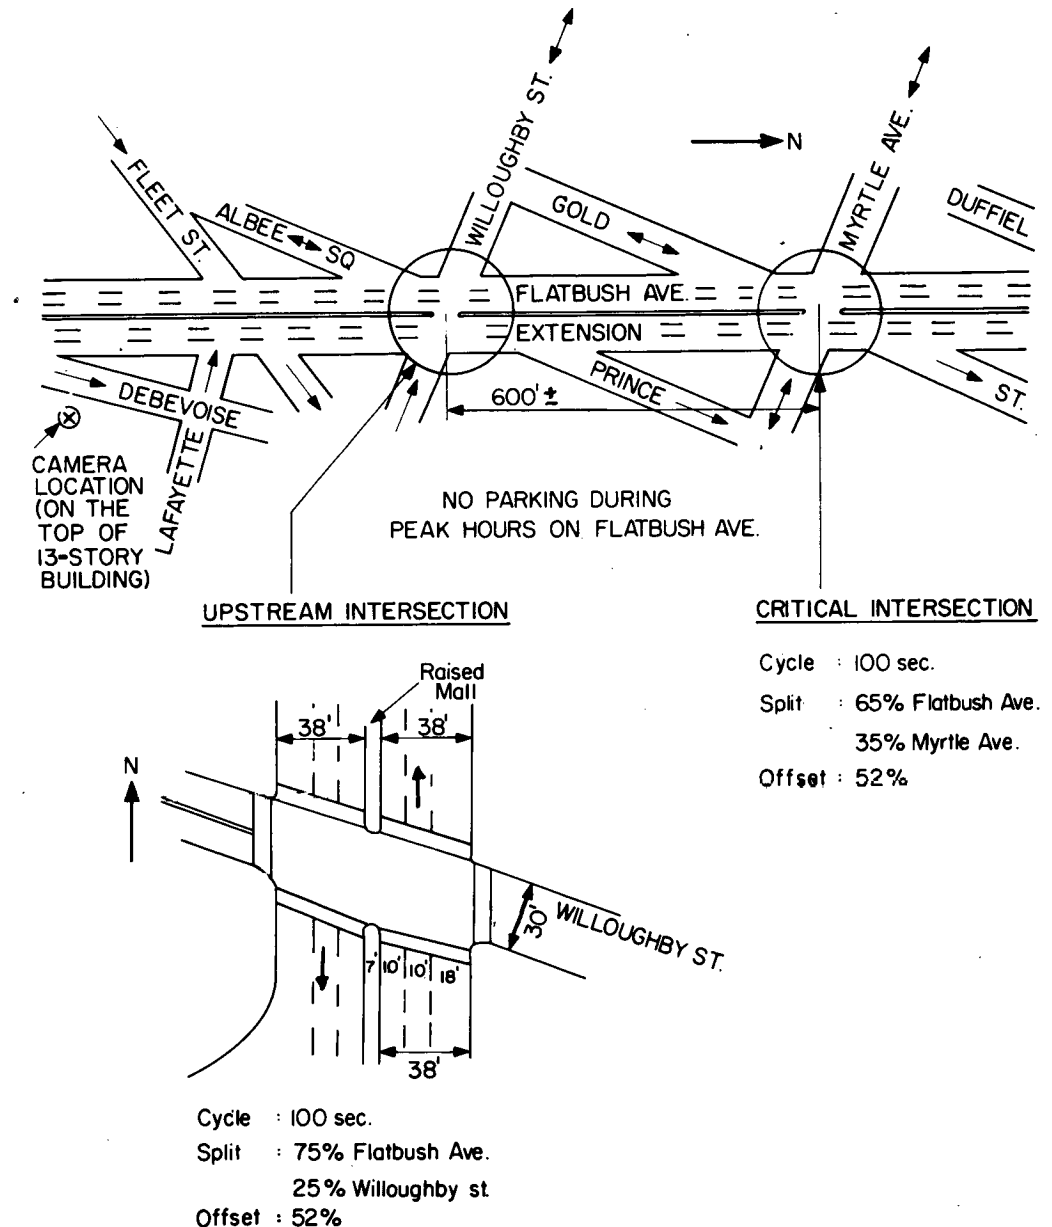 WILLOUGHBY ST.
MYRTLE AVE.
N
FLEET ST.
ALBEE SQ
GOLD
DUFFIEL
FLATBUSH AVE.
EXTENSION
PRINCE
ST.
DEBEVOISE
LAFAYETTE
600' ±
CAMERA
LOCATION
(ON THE
TOP OF
13-STORY
BUILDING)
NO PARKING DURING
PEAK HOURS ON FLATBUSH AVE.
UPSTREAM INTERSECTION
CRITICAL INTERSECTION
Cycle : 100 sec.
Split : 65% Flatbush Ave.
35% Myrtle Ave.
Offset : 52%
Raised
Mall
38'
38'
N
30'
WILLOUGHBY ST.
7'
10'
10'
18'
38'
Cycle : 100 sec.
Split : 75% Flatbush Ave.
25% Willoughby st.
Offset : 52%